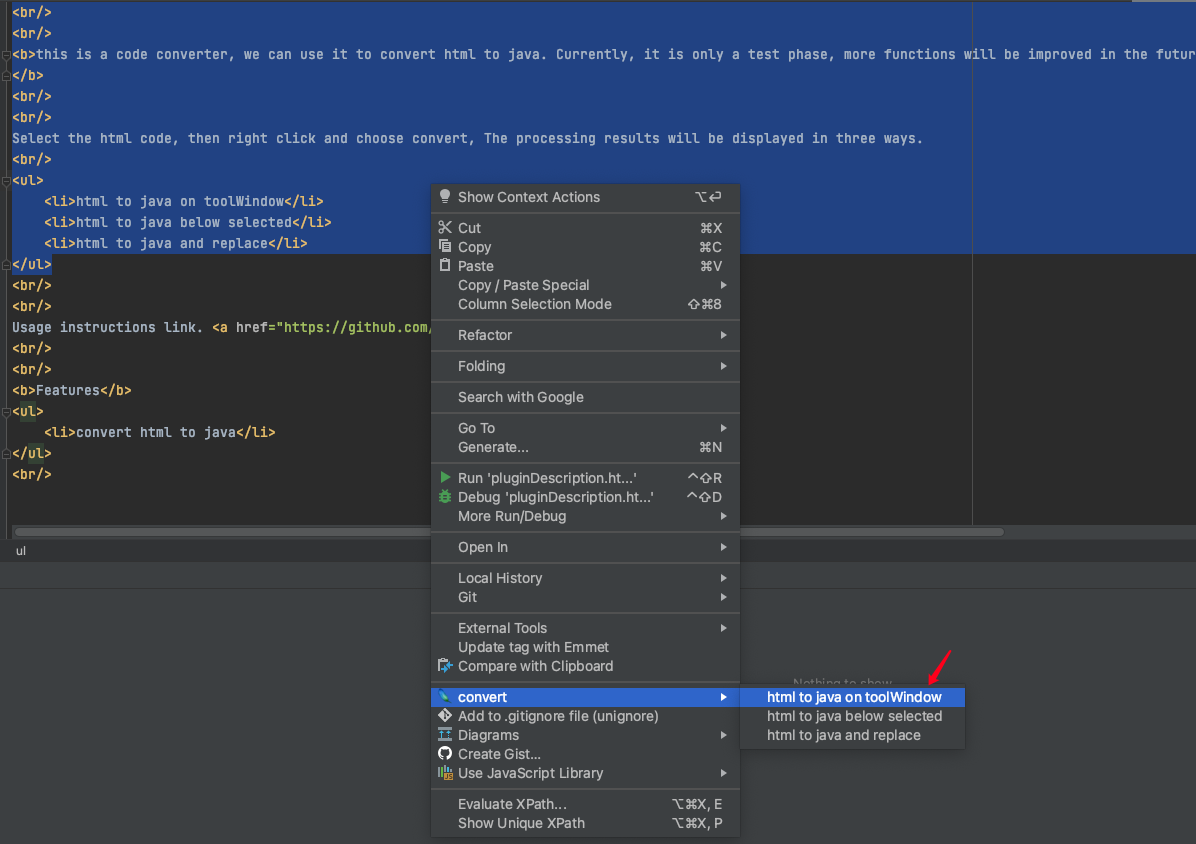 <br/>
<br/>
<b>this is a code converter, we can use it to convert html to java. Currently, it is only a test phase, more functions will be improved in the futur
</b>
<br/>
<br/>
Select the html code, then right click and choose convert, The processing results will be displayed in three ways.
<br/>
<ul>
<li>html to java on toolWindow</li>
<li>html to java below selected</li>
<li>html to java and replace</li>
</ul>
<br/>
<br/>
Usage instructions link. <a href="https://github.com/
<br/>
<br/>
<b>Features</b>
<ul>
<li>convert html to java</li>
</ul>
<br/>
ul
Show Context Actions ⌥↩
Cut ⌘X
Copy ⌘C
Paste ⌘V
Copy / Paste Special
Column Selection Mode ⇧⌘8
Refactor
Folding
Search with Google
Go To
Generate... ⌘N
Run 'pluginDescription.ht...' ^⇧R
Debug 'pluginDescription.ht...' ^⇧D
More Run/Debug
Open In
Local History
Git
External Tools
Update tag with Emmet
Compare with Clipboard
Nothing to show
convert
html to java on toolWindow
html to java below selected
html to java and replace
Add to .gitignore file (unignore)
Diagrams
Create Gist...
Use JavaScript Library
Evaluate XPath... ⌥⌘X, E
Show Unique XPath ⌥⌘X, P